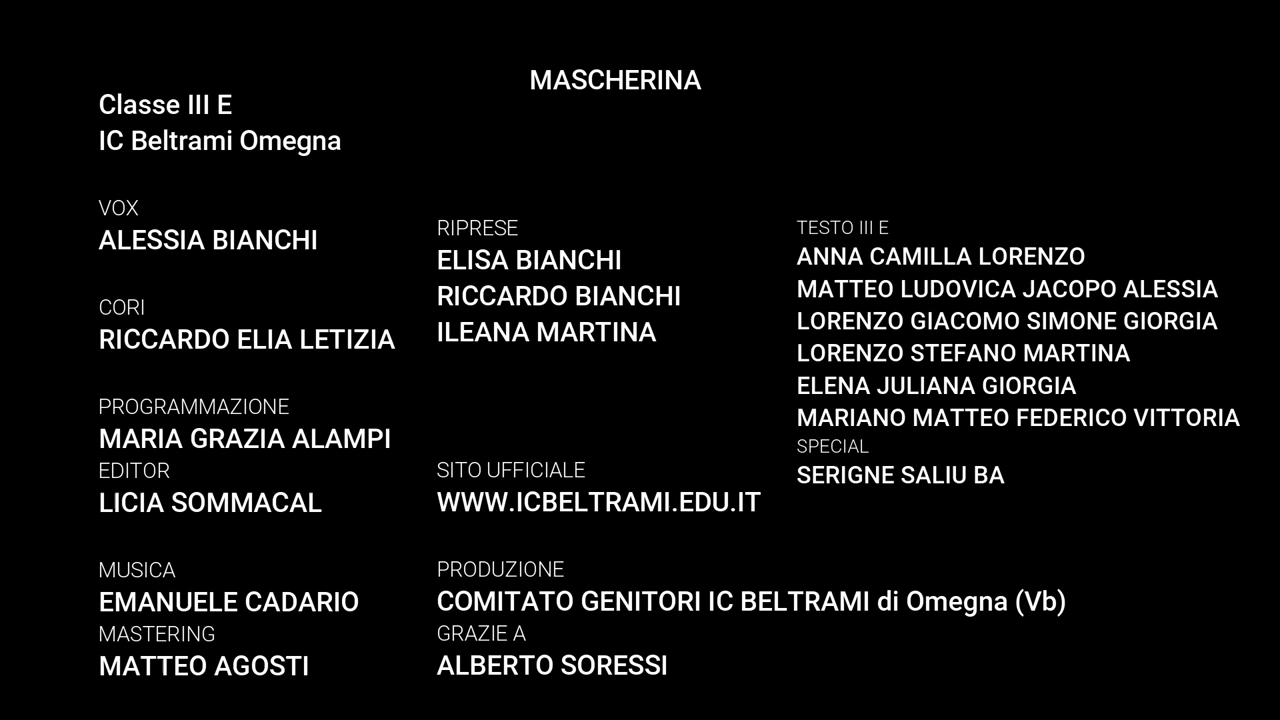 MASCHERINA
Classe III E
IC Beltrami Omegna
VOX
ALESSIA BIANCHI
CORI
RICCARDO ELIA LETIZIA
PROGRAMMAZIONE
MARIA GRAZIA ALAMPI
EDITOR
LICIA SOMMACAL
MUSICA
EMANUELE CADARIO
MASTERING
MATTEO AGOSTI
RIPRESE
ELISA BIANCHI
RICCARDO BIANCHI
ILEANA MARTINA
SITO UFFICIALE
WWW.ICBELTRAMI.EDU.IT
PRODUZIONE
COMITATO GENITORI IC BELTRAMI di Omegna (Vb)
GRAZIE A
ALBERTO SORESSI
TESTO III E
ANNA CAMILLA LORENZO
MATTEO LUDOVICA JACOPO ALESSIA
LORENZO GIACOMO SIMONE GIORGIA
LORENZO STEFANO MARTINA
ELENA JULIANA GIORGIA
MARIANO MATTEO FEDERICO VITTORIA
SPECIAL
SERIGNE SALIU BA